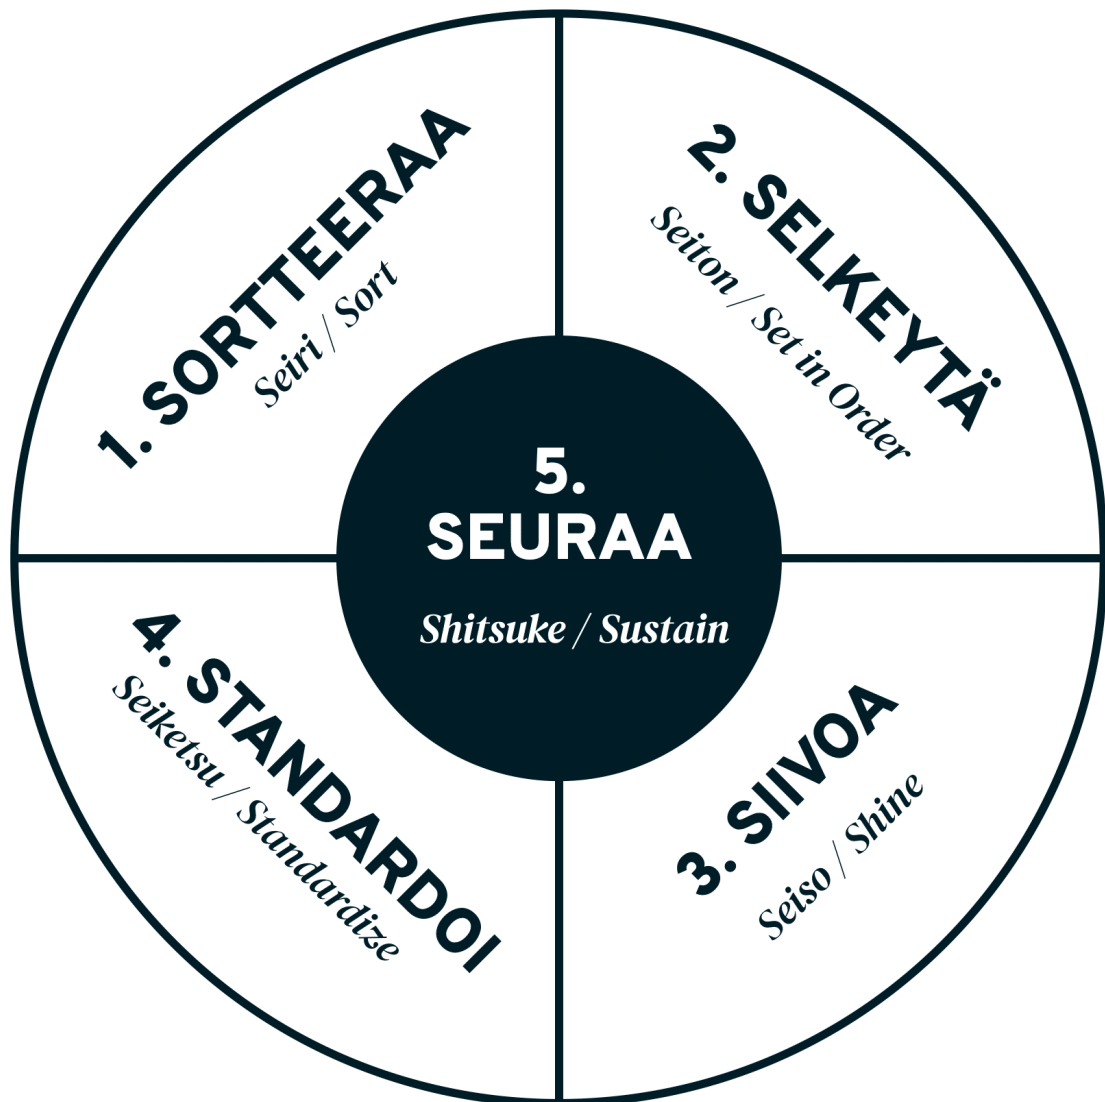 1. SORTTEERAA
Seiri / Sort
2. SELKEYTÄ
Seiton / Set in Order
3. SIIVOA
Seiso / Shine
4. STANDARDOI
Seiketsu / Standardize
5.
SEURAA
Shitsuke / Sustain